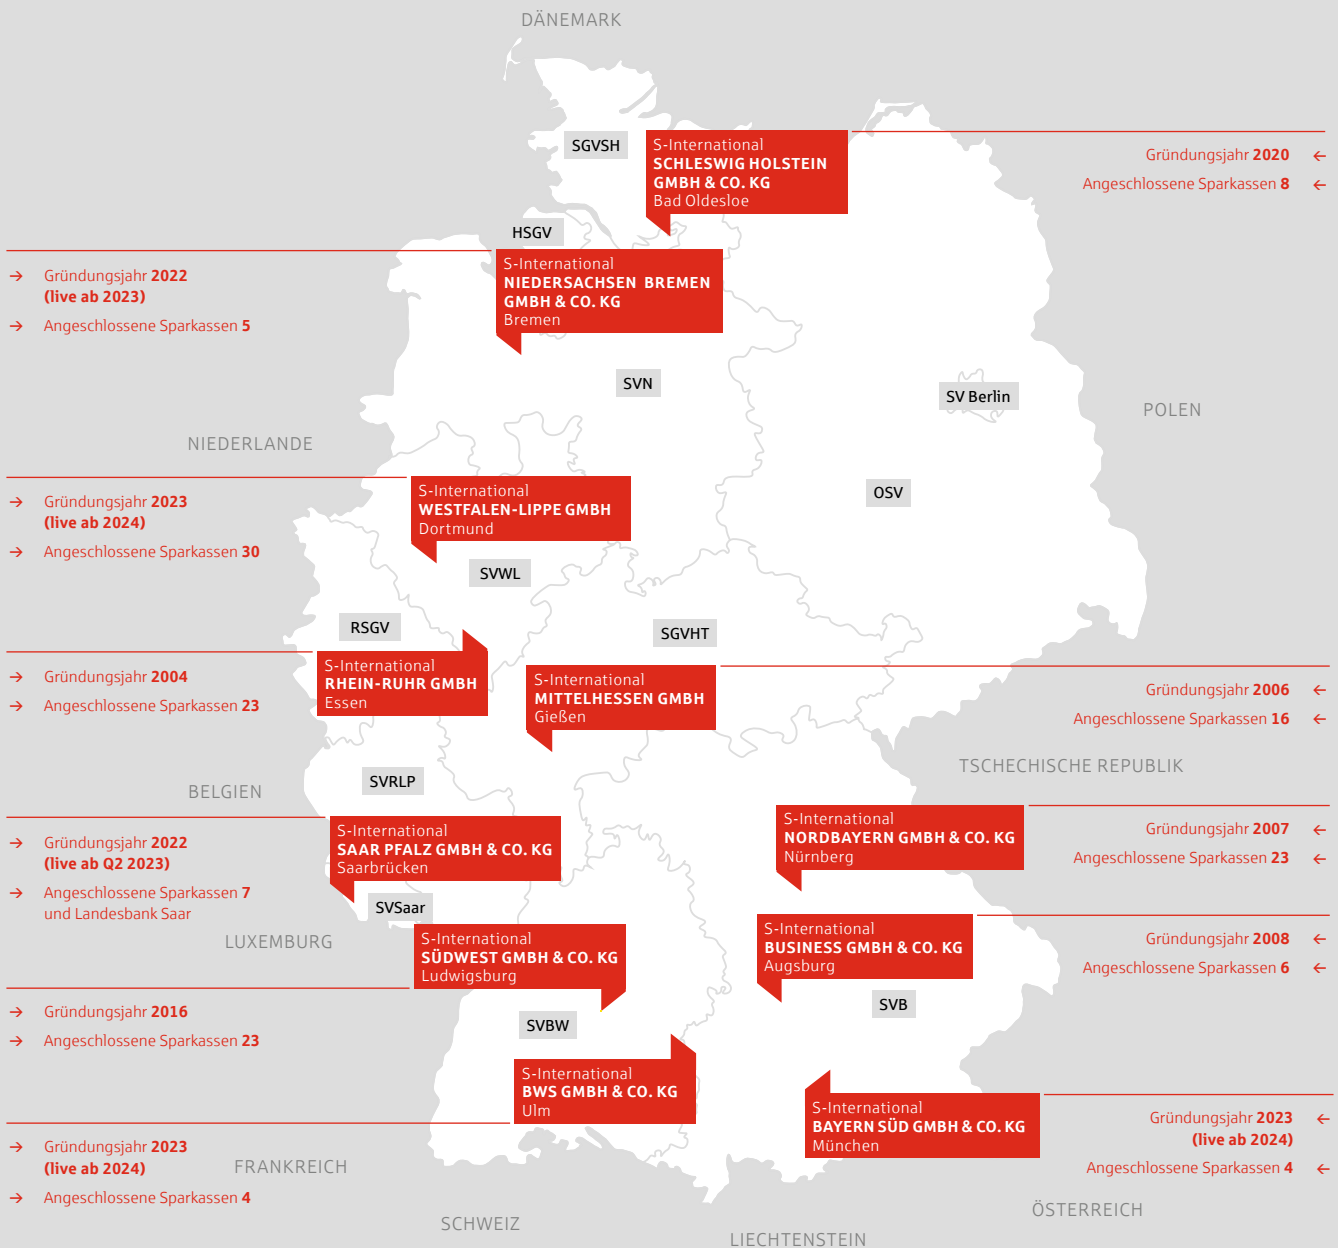 DÄNEMARK
SGVSH
S-International
SCHLESWIG HOLSTEIN
GMBH & CO. KG
Bad Oldesloe
Gründungsjahr 2020 ←
Angeschlossene Sparkassen 8 ←
HSGV
S-International
NIEDERSACHSEN BREMEN
GMBH & CO. KG
Bremen
→ Gründungsjahr 2022
(live ab 2023)
→ Angeschlossene Sparkassen 5
SVN
SV Berlin
POLEN
NIEDERLANDE
S-International
WESTFALEN-LIPPE GMBH
Dortmund
→ Gründungsjahr 2023
(live ab 2024)
→ Angeschlossene Sparkassen 30
OSV
SVWL
RSGV
SGVHT
S-International
RHEIN-RUHR GMBH
Essen
→ Gründungsjahr 2004
→ Angeschlossene Sparkassen 23
S-International
MITTELHESSEN GMBH
Gießen
Gründungsjahr 2006 ←
Angeschlossene Sparkassen 16 ←
TSCHECHISCHE REPUBLIK
SVRLP
BELGIEN
S-International
SAAR PFALZ GMBH & CO. KG
Saarbrücken
→ Gründungsjahr 2022
(live ab Q2 2023)
→ Angeschlossene Sparkassen 7
und Landesbank Saar
S-International
NORDBAYERN GMBH & CO. KG
Nürnberg
Gründungsjahr 2007 ←
Angeschlossene Sparkassen 23 ←
SVSaar
LUXEMBURG
S-International
SÜDWEST GMBH & CO. KG
Ludwigsburg
→ Gründungsjahr 2016
→ Angeschlossene Sparkassen 23
S-International
BUSINESS GMBH & CO. KG
Augsburg
Gründungsjahr 2008 ←
Angeschlossene Sparkassen 6 ←
SVB
SVBW
S-International
BWS GMBH & CO. KG
Ulm
→ Gründungsjahr 2023
(live ab 2024)
→ Angeschlossene Sparkassen 4
S-International
BAYERN SÜD GMBH & CO. KG
München
Gründungsjahr 2023 ←
(live ab 2024)
Angeschlossene Sparkassen 4 ←
FRANKREICH
SCHWEIZ
ÖSTERREICH
LIECHTENSTEIN